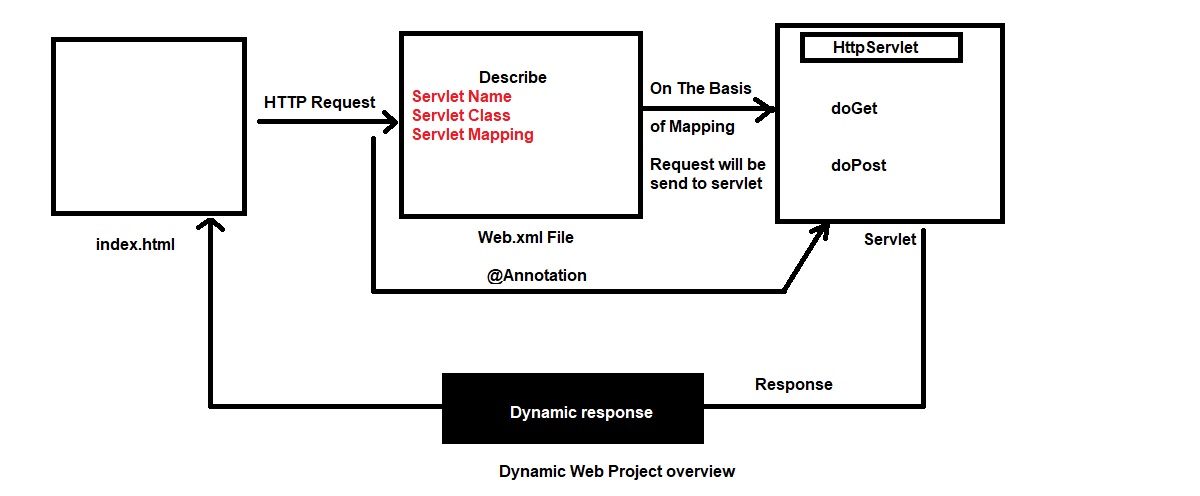 HTTP Request
index.html
Describe
Servlet Name
Servlet Class
Servlet Mapping
Web.xml File
@Annotation
On The Basis
of Mapping
Request will be
send to servlet
HttpServlet
doGet
doPost
Servlet
Response
Dynamic response
Dynamic Web Project overview